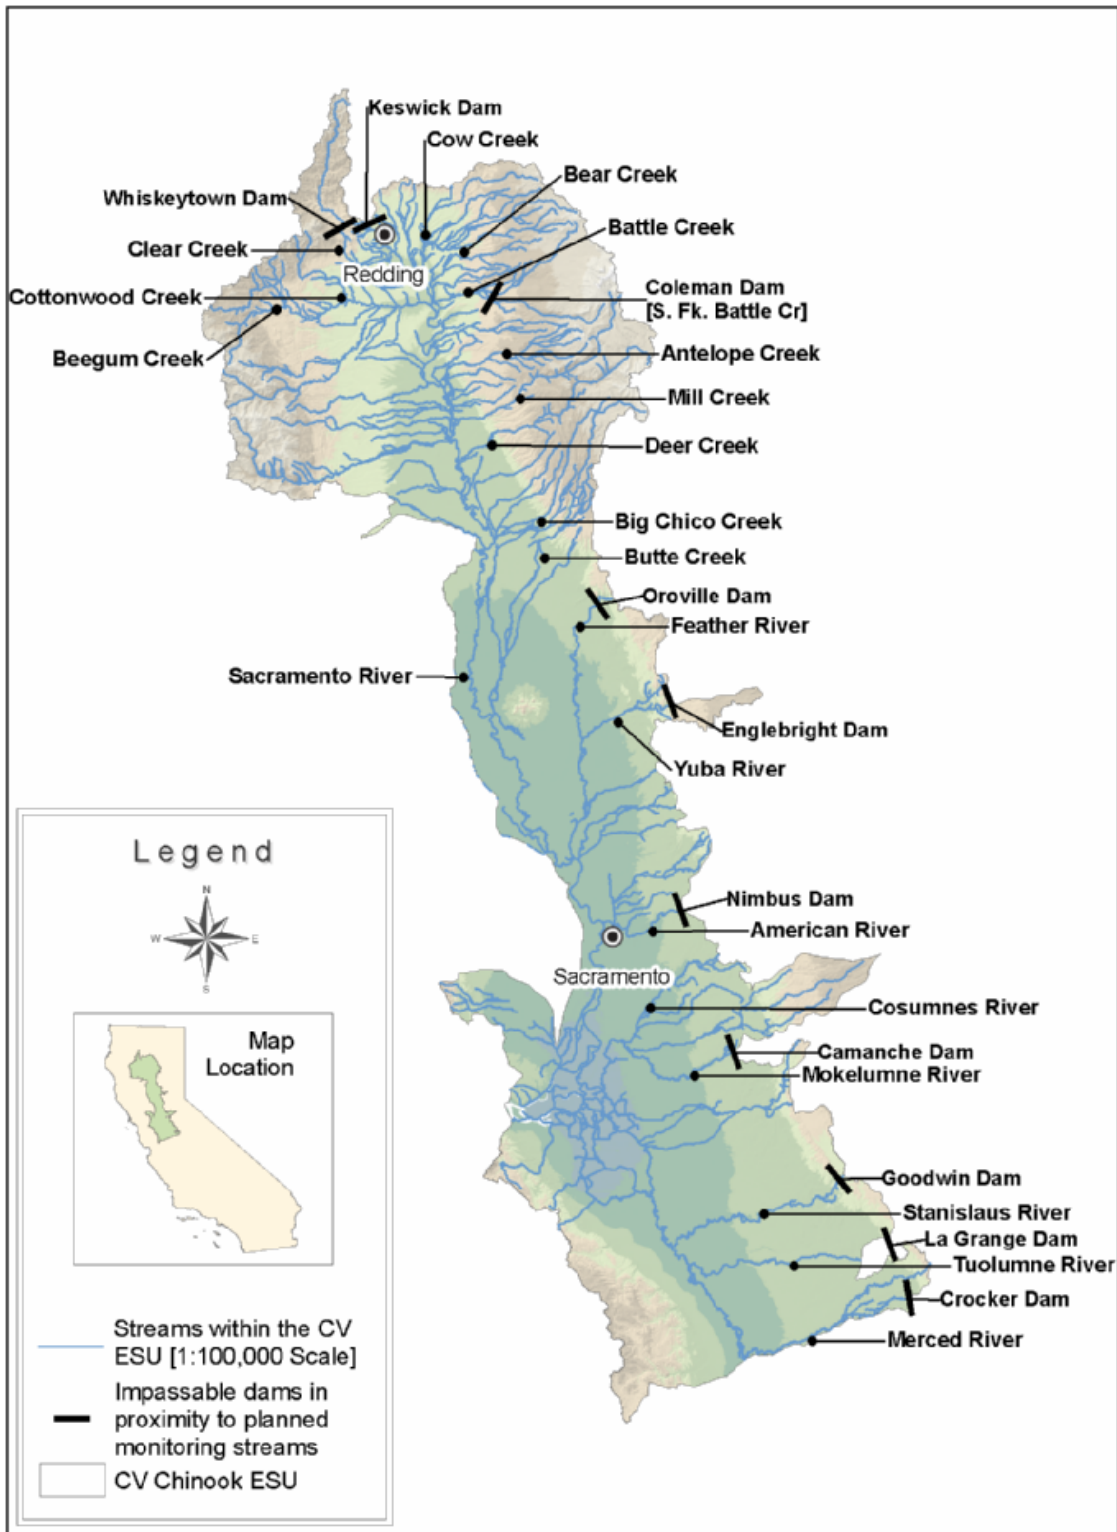 Keswick Dam
Cow Creek
Bear Creek
Whiskeytown Dam
Battle Creek
Clear Creek
Redding
Coleman Dam
[S. Fk. Battle Cr]
Cottonwood Creek
Beegum Creek
Antelope Creek
Mill Creek
Deer Creek
Big Chico Creek
Butte Creek
Oroville Dam
Feather River
Sacramento River
Englebright Dam
Yuba River
Nimbus Dam
American River
Sacramento
Cosumnes River
Camanche Dam
Mokelumne River
Goodwin Dam
Stanislaus River
La Grange Dam
Tuolumne River
Crocker Dam
Merced River
Legend
N
W E
S
Map
Location
Streams within the CV
ESU [1:100,000 Scale]
Impassable dams in
proximity to planned
monitoring streams
CV Chinook ESU